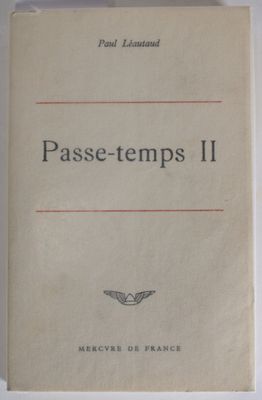 Paul Léautaud
Passe-temps II
MERCVRE DE FRANCE